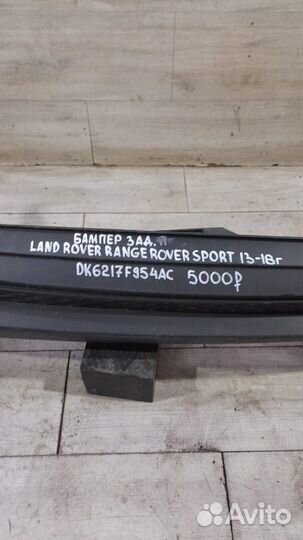 БАМПЕР ЗАД.
LAND ROVER RANGE ROVER SPORT 13-18г
DK6217F954AC 5000₽
Avito